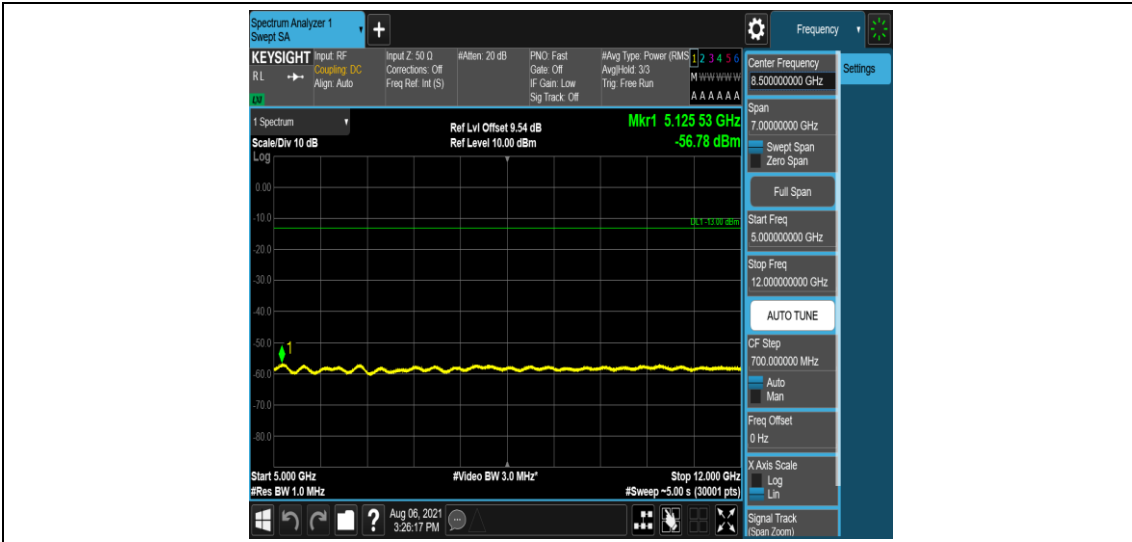 Spectrum Analyzer 1
Swept SA
+
Frequency
KEYSIGHT
RL
LXI
Input: RF
Coupling: DC
Align: Auto
Input Z: 50 Ω
Corrections: Off
Freq Ref: Int (S)
#Atten: 20 dB
PNO: Fast
Gate: Off
IF Gain: Low
Sig Track: Off
#Avg Type: Power (RMS
Avg|Hold: 3/3
Trig: Free Run
1 2 3 4 5 6
M W W W W W
A A A A A A
1 Spectrum
Scale/Div 10 dB
Log
Ref Lvl Offset 9.54 dB
Ref Level 10.00 dBm
Mkr1 5.125 53 GHz
-56.78 dBm
0.00
-10.0
DL1 -13.00 dBm
-20.0
-30.0
-40.0
-50.0
1
-60.0
-70.0
-80.0
Start 5.000 GHz
#Video BW 3.0 MHz*
Stop 12.000 GHz
#Res BW 1.0 MHz
#Sweep ~5.00 s (30001 pts)
?
Aug 06, 2021
3:26:17 PM
Center Frequency
8.500000000 GHz
Settings
Span
7.00000000 GHz
Swept Span
Zero Span
Full Span
Start Freq
5.000000000 GHz
Stop Freq
12.000000000 GHz
AUTO TUNE
CF Step
700.000000 MHz
Auto
Man
Freq Offset
0 Hz
X Axis Scale
Log
Lin
Signal Track
(Span Zoom)